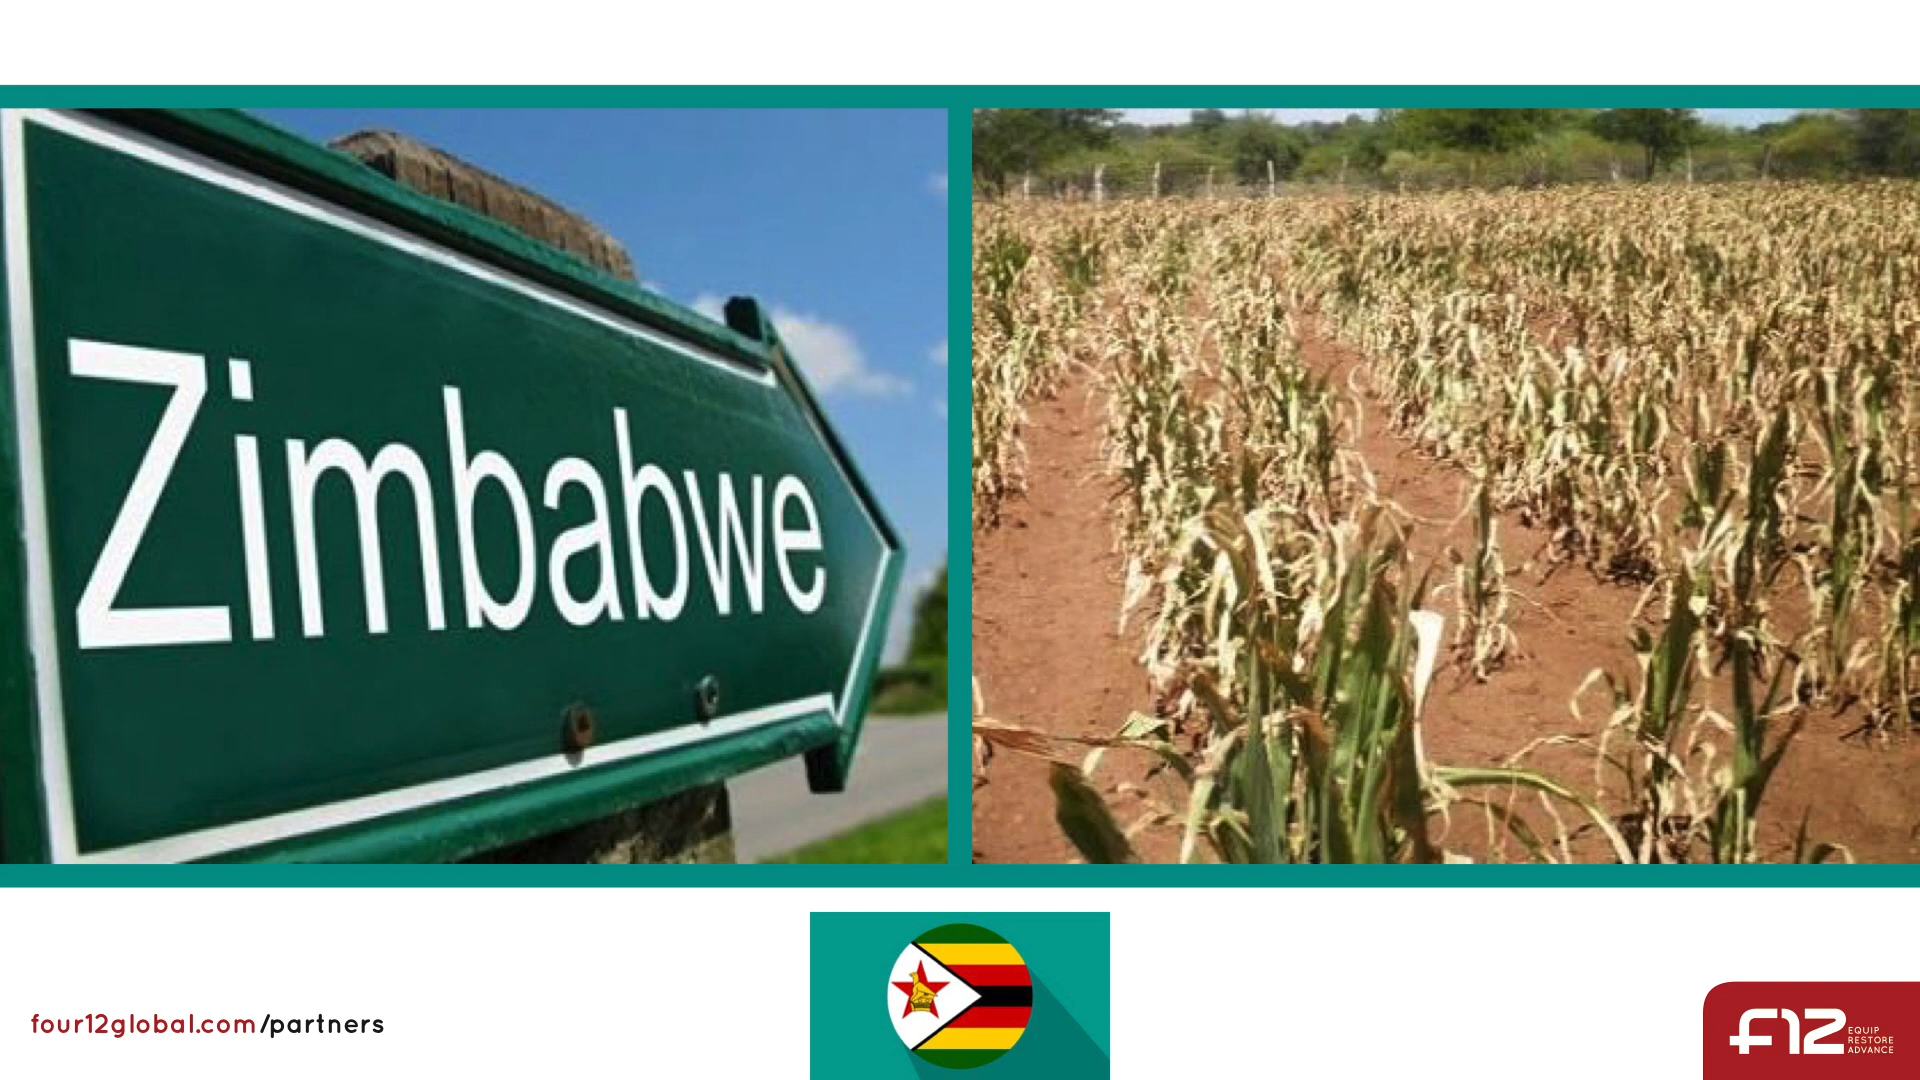 Zimbabwe
four12global.com/partners
F12
EQUIP
RESTORE
ADVANCE